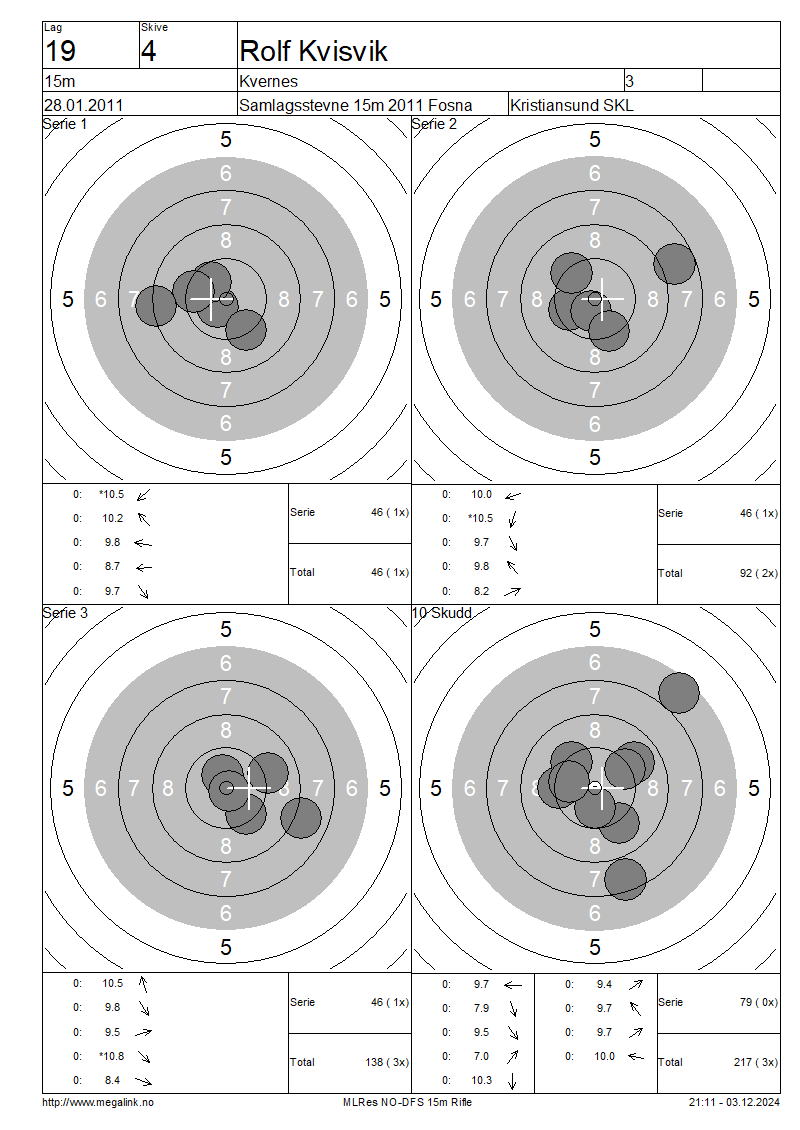 Lag Skive
19 4 Rolf Kvisvik
15m Kvernes 3
28.01.2011 Samlagsstevne 15m 2011 Fosna Kristiansund SKL
Serie 1
5
6
7
8
5 6 7 8 7 6 5
8
7
6
5
Serie 2
5
6
7
8
5 6 7 8 8 7 6 5
8
7
6
5
0: *10.5
0: 10.2
0: 9.8
0: 8.7
0: 9.7
Serie 46 ( 1x)
Total 46 ( 1x)
0: 10.0
0: *10.5
0: 9.7
0: 9.8
0: 8.2
Serie 46 ( 1x)
Total 92 ( 2x)
Serie 3
5
6
7
8
5 6 7 8 8 7 6 5
8
7
6
5
10 Skudd
5
6
7
8
5 6 7 8 8 7 6 5
8
7
6
5
0: 10.5
0: 9.8
0: 9.5
0: *10.8
0: 8.4
Serie 46 ( 1x)
Total 138 ( 3x)
0: 9.7
0: 7.9
0: 9.5
0: 7.0
0: 10.3
0: 9.4
0: 9.7
0: 9.7
0: 10.0
Serie 79 ( 0x)
Total 217 ( 3x)
http://www.megalink.no MLRes NO-DFS 15m Rifle 21:11 - 03.12.2024